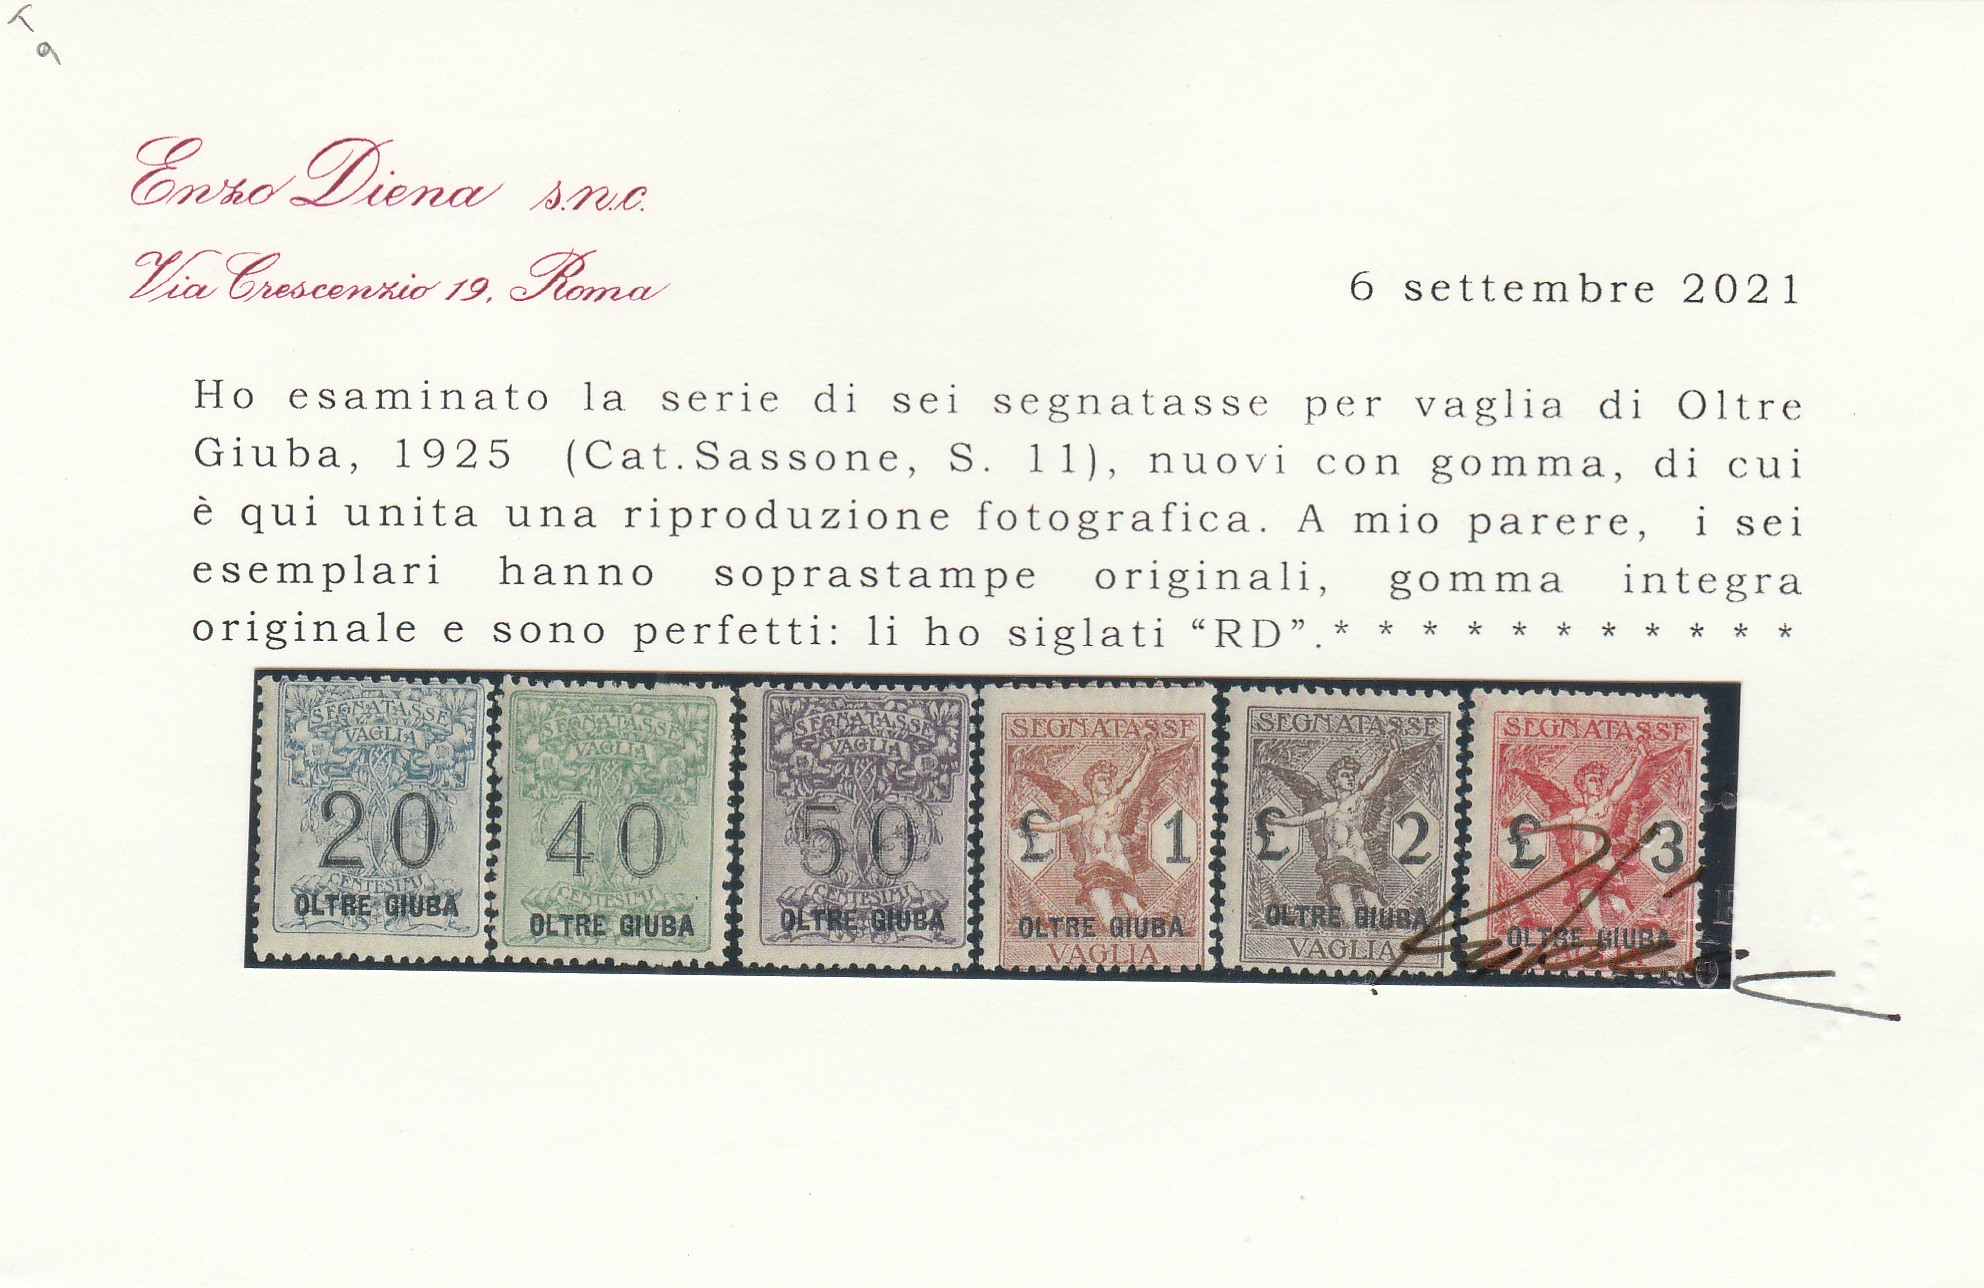 Enzo Diena s.n.c.
Via Crescenzio 19, Roma
6 settembre 2021
Ho esaminato la serie di sei segnatasse per vaglia di Oltre
Giuba, 1925 (Cat.Sassone, S. 11), nuovi con gomma, di cui
è qui unita una riproduzione fotografica. A mio parere, i sei
esemplari hanno soprastampe originali, gomma integra
originale e sono perfetti: li ho siglati “RD”.* * * * * * * * * * *
SEGNATASSE
VAGLIA
20
CENTESIMI
OLTRE GIUBA
SEGNATASSE
VAGLIA
40
CENTESIMI
OLTRE GIUBA
SEGNATASSE
VAGLIA
50
CENTESIMI
OLTRE GIUBA
SEGNATASSE
£ 1
OLTRE GIUBA
VAGLIA
SEGNATASSE
£ 2
OLTRE GIUBA
VAGLIA
SEGNATASSE
£ 3
OLTRE GIUBA
VAGLIA